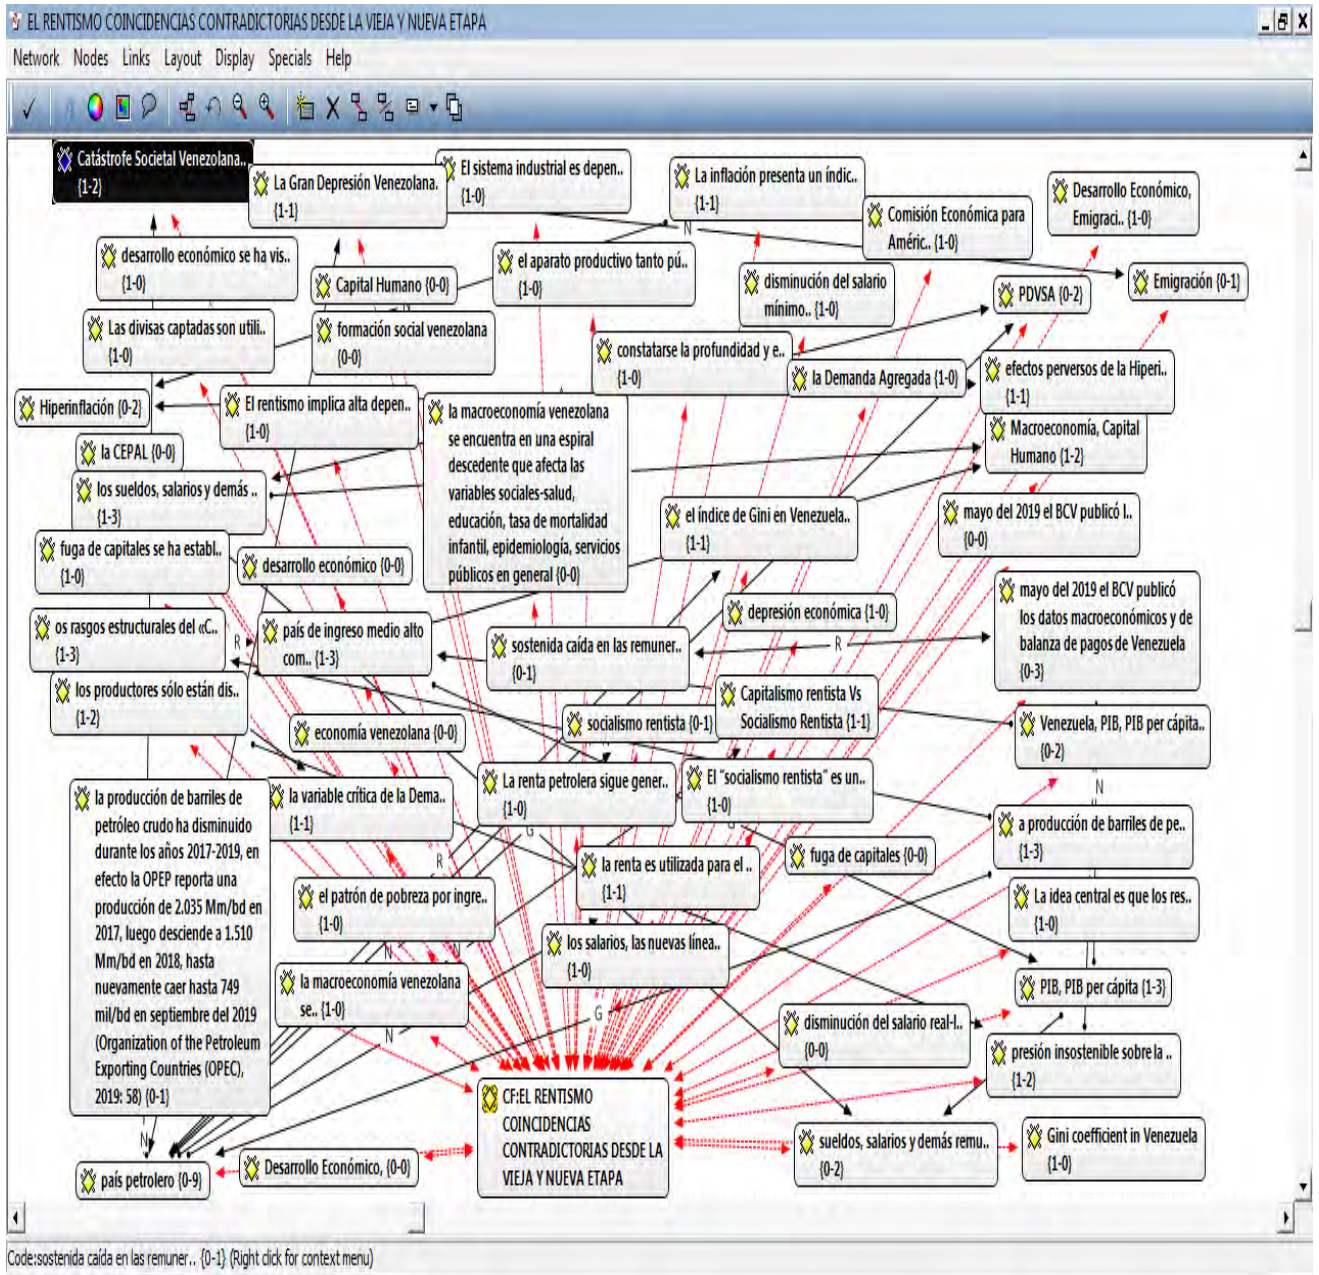 EL RENTISMO COINCIDENCIAS CONTRADICTORIAS DESDE LA VIEJA Y NUEVA ETAPA
Network Nodes Links Layout Display Specials Help
Catástrofe Societal Venezolana..
{1-2}
La Gran Depresión Venezolana.
{1-1}
El sistema industrial es depen..
{1-0}
La inflación presenta un índic..
{1-1}
Comisión Económica para
Améric.. {1-0}
Desarrollo Económico,
Emigraci.. {1-0}
N
desarrollo económico se ha vis..
{1-0}
Capital Humano {0-0}
el aparato productivo tanto pú..
{1-0}
disminución del salario
mínimo.. {1-0}
PDVSA {0-2}
Emigración {0-1}
Las divisas captadas son utili..
{1-0}
formación social venezolana
{0-0}
constatarse la profundidad y e..
{1-0}
la Demanda Agregada {1-0}
efectos perversos de la Hiperi..
{1-1}
Hiperinflación {0-2}
El rentismo implica alta depen..
{1-0}
la macroeconomía venezolana
se encuentra en una espiral
descedente que afecta las
variables sociales-salud,
educación, tasa de mortalidad
infantil, epidemiología, servicios
públicos en general {0-0}
Macroeconomía, Capital
Humano {1-2}
la CEPAL {0-0}
los sueldos, salarios y demás ..
{1-3}
el índice de Gini en Venezuela..
{1-1}
mayo del 2019 el BCV publicó l..
{0-0}
fuga de capitales se ha establ..
{1-0}
desarrollo económico {0-0}
mayo del 2019 el BCV publicó
los datos macroeconómicos y de
balanza de pagos de Venezuela
{0-3}
depresión económica {1-0}
os rasgos estructurales del «C..
{1-3}
R
país de ingreso medio alto
com.. {1-3}
sostenida caída en las remuner..
{0-1}
R
los productores sólo están dis..
{1-2}
Capitalismo rentista Vs
Socialismo Rentista {1-1}
economía venezolana {0-0}
socialismo rentista {0-1}
Venezuela, PIB, PIB per cápita..
{0-2}
la producción de barriles de
petróleo crudo ha disminuido
durante los años 2017-2019, en
efecto la OPEP reporta una
producción de 2.035 Mm/bd en
2017, luego desciende a 1.510
Mm/bd en 2018, hasta
nuevamente caer hasta 749
mil/bd en septiembre del 2019
(Organization of the Petroleum
Exporting Countries (OPEC),
2019: 58) {0-1}
la variable crítica de la Dema..
{1-1}
La renta petrolera sigue gener..
{1-0}
El "socialismo rentista" es un..
{1-0}
N
a producción de barriles de pe..
{1-3}
G
R
la renta es utilizada para el ..
{1-1}
fuga de capitales {0-0}
el patrón de pobreza por ingre..
{1-0}
La idea central es que los res..
{1-0}
los salarios, las nuevas línea..
{1-0}
N
la macroeconomía venezolana
se.. {1-0}
PIB, PIB per cápita {1-3}
G
N
disminución del salario real-l..
{0-0}
presión insostenible sobre la ..
{1-2}
CF:EL RENTISMO
COINCIDENCIAS
CONTRADICTORIAS DESDE LA
VIEJA Y NUEVA ETAPA
N
sueldos, salarios y demás remu..
{0-2}
Gini coefficient in Venezuela
{1-0}
país petrolero {0-9}
Desarrollo Económico, {0-0}
Code:sostenida caída en las remuner.. {0-1} (Right click for context menu)